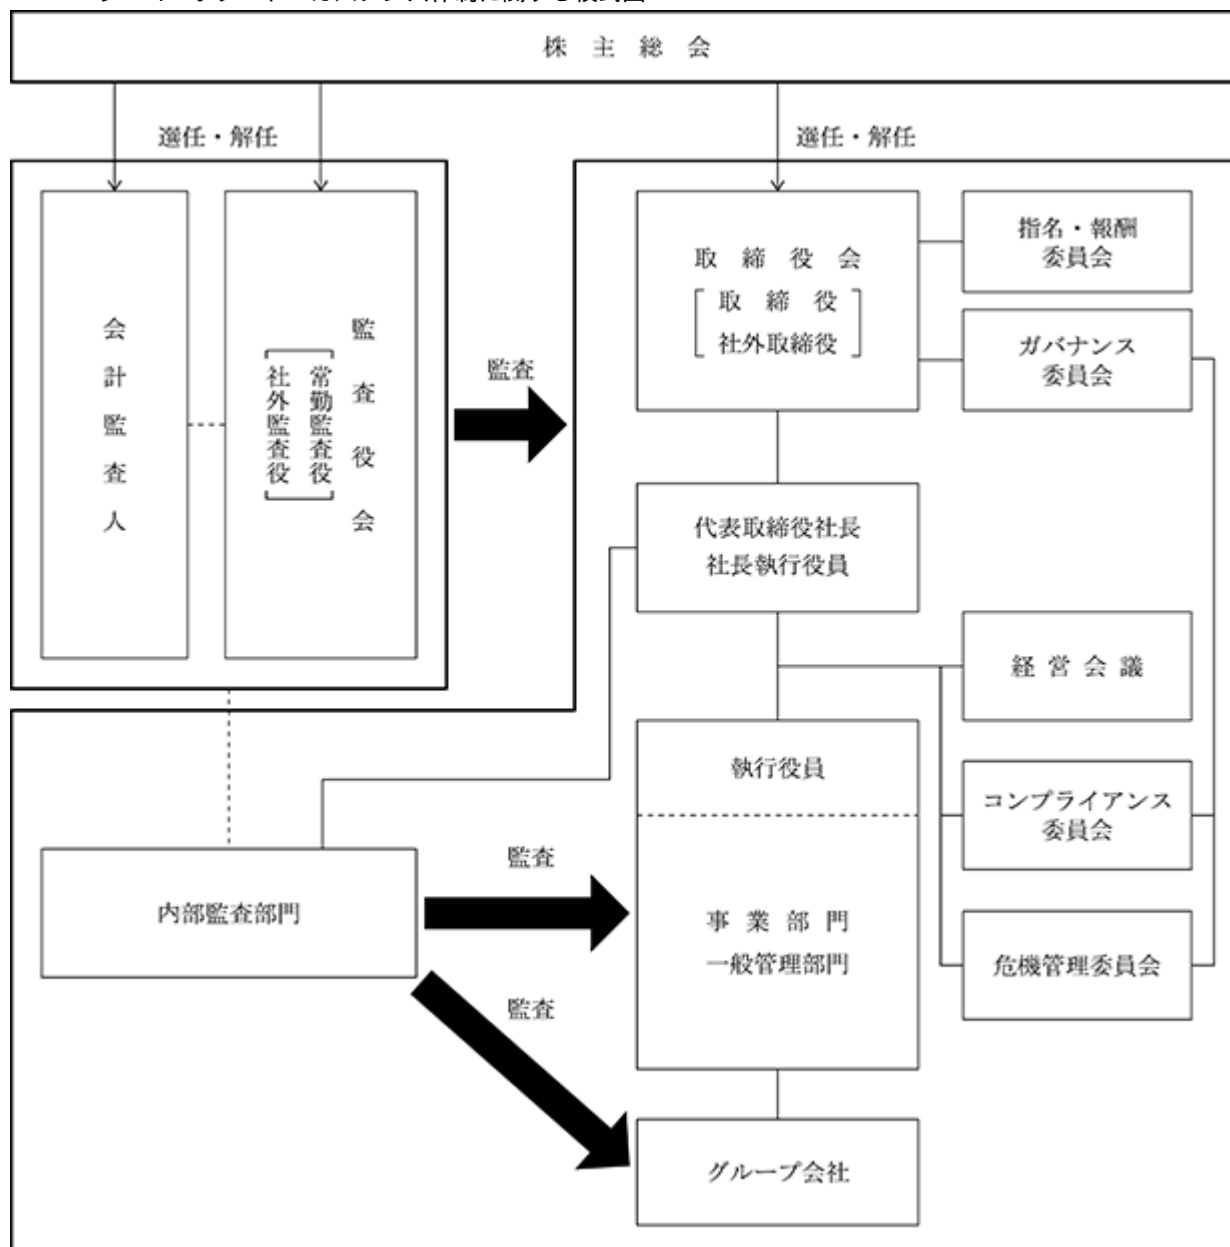 株主総会
選任・解任
選任・解任
会計監査人
監査役会
常勤監査役
社外監査役
監査
取締役会
取締役
社外取締役
指名・報酬
委員会
ガバナンス
委員会
代表取締役社長
社長執行役員
経営会議
執行役員
コンプライアンス
委員会
内部監査部門
監査
事業部門
一般管理部門
危機管理委員会
監査
グループ会社